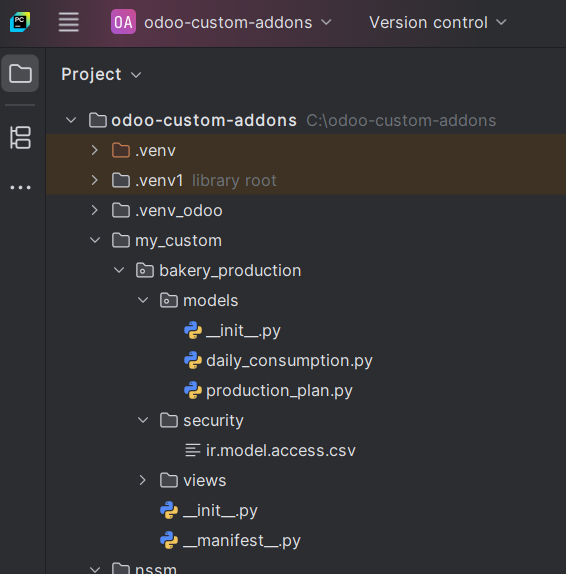 PC OA odoo-custom-addons Version control
Project
odoo-custom-addons C:\odoo-custom-addons
.venv
.venv1 library root
.venv_odoo
my_custom
bakery_production
models
__init__.py
daily_consumption.py
production_plan.py
security
ir.model.access.csv
views
__init__.py
__manifest__.py
nssm